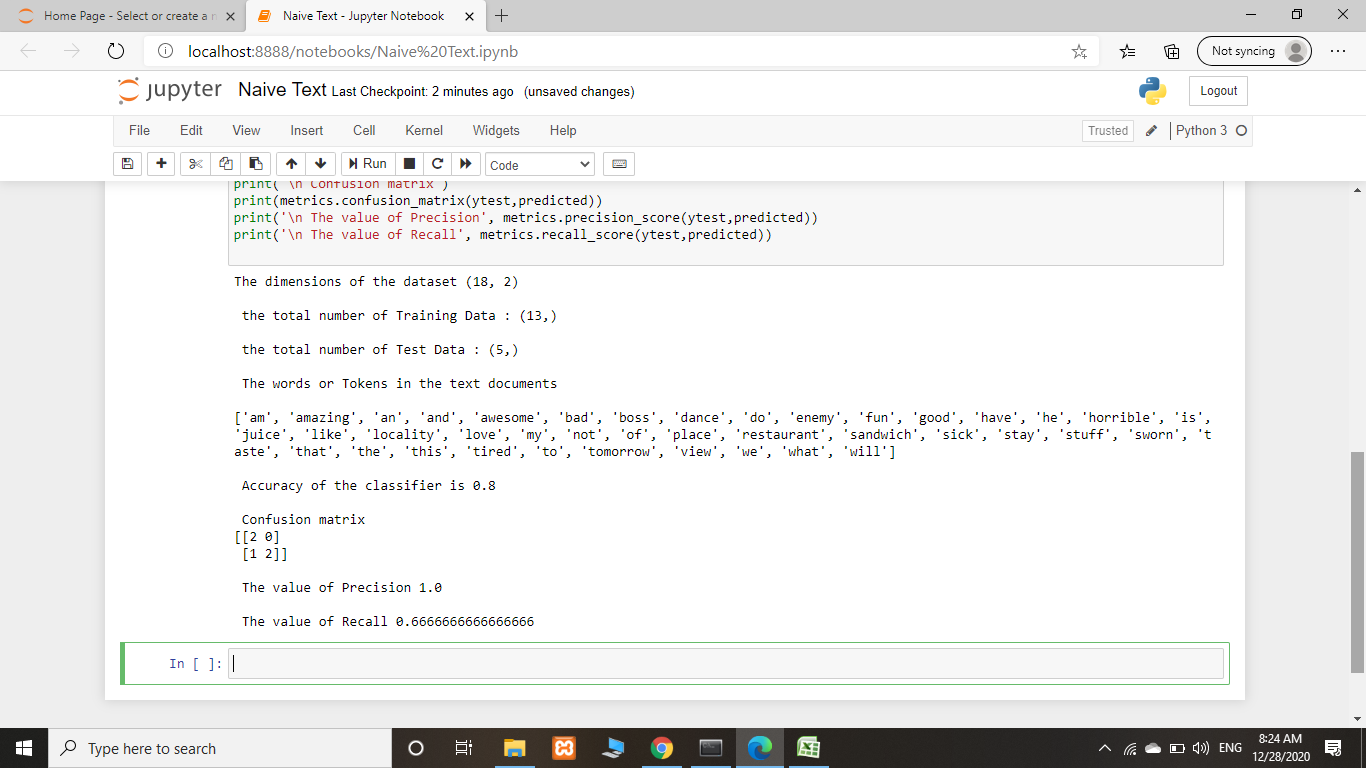 Home Page - Select or create a n
Naive Text - Jupyter Notebook
localhost:8888/notebooks/Naive%20Text.ipynb
Not syncing
jupyter Naive Text Last Checkpoint: 2 minutes ago (unsaved changes)
Logout
File Edit View Insert Cell Kernel Widgets Help
Trusted Python 3
Run Code
print('\n Confusion matrix')
print(metrics.confusion_matrix(ytest,predicted))
print('\n The value of Precision', metrics.precision_score(ytest,predicted))
print('\n The value of Recall', metrics.recall_score(ytest,predicted))
The dimensions of the dataset (18, 2)
the total number of Training Data : (13,)
the total number of Test Data : (5,)
The words or Tokens in the text documents
['am', 'amazing', 'an', 'and', 'awesome', 'bad', 'boss', 'dance', 'do', 'enemy', 'fun', 'good', 'have', 'he', 'horrible', 'is',
'juice', 'like', 'locality', 'love', 'my', 'not', 'of', 'place', 'restaurant', 'sandwich', 'sick', 'stay', 'stuff', 'sworn', 't
aste', 'that', 'the', 'this', 'tired', 'to', 'tomorrow', 'view', 'we', 'what', 'will']
Accuracy of the classifier is 0.8
Confusion matrix
[[2 0]
[1 2]]
The value of Precision 1.0
The value of Recall 0.6666666666666666
In [ ]:
Type here to search
ENG
8:24 AM
12/28/2020